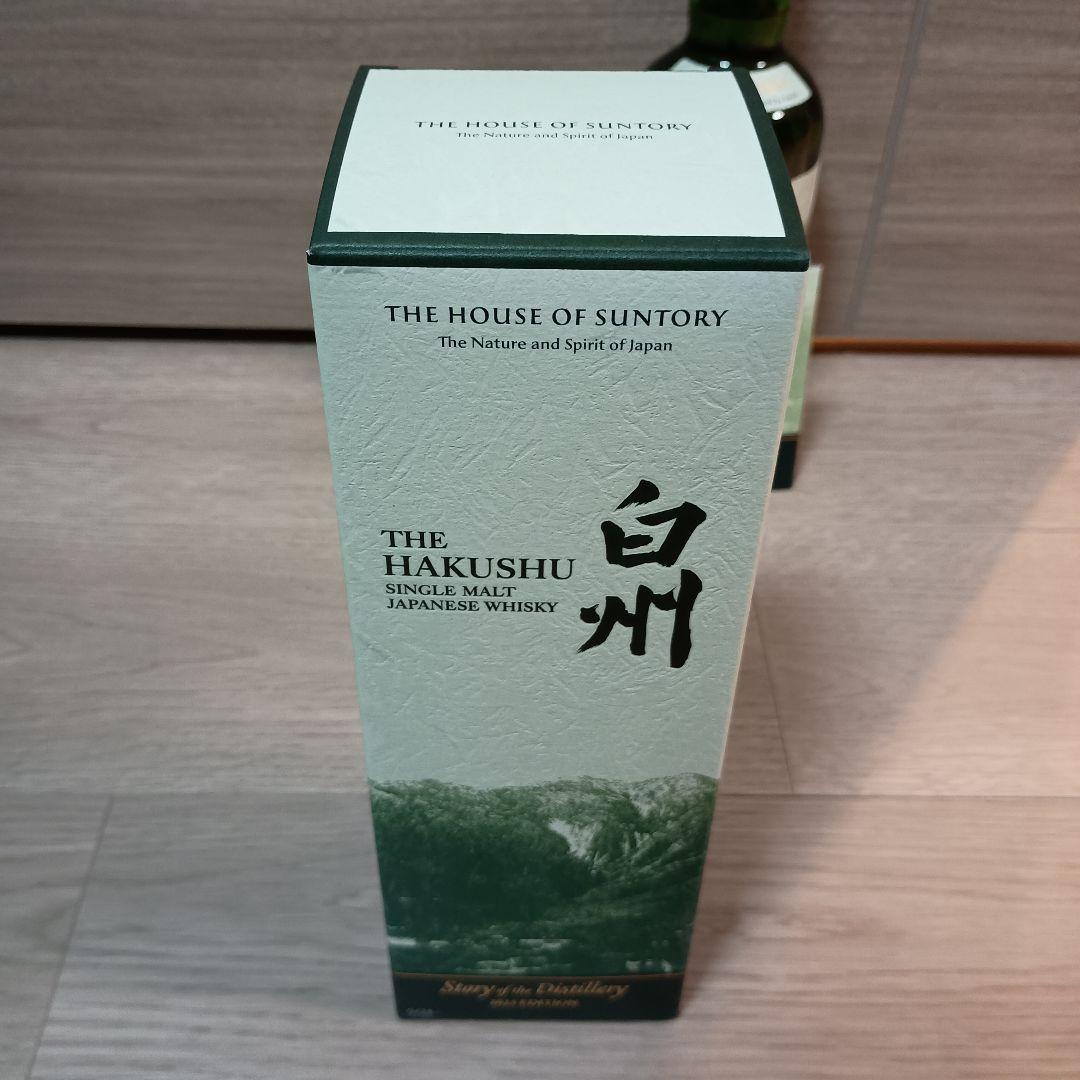 THE HOUSE OF SUNTORY
The Nature and Spirit of Japan
THE HOUSE OF SUNTORY
The Nature and Spirit of Japan
THE
HAKUSHU
SINGLE MALT
JAPANESE WHISKY
白州
Story of the Distillery
EDITION